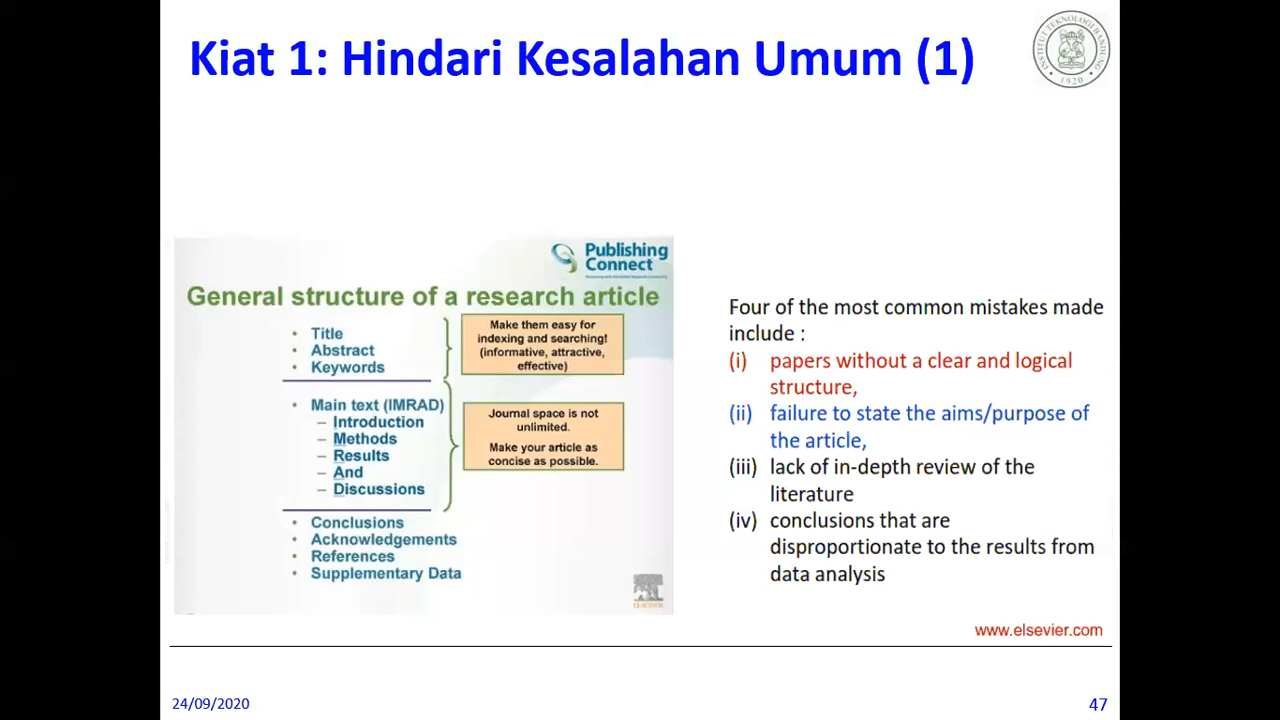 Kiat 1: Hindari Kesalahan Umum (1)
INSTITUT TEKNOLOGI BANDUNG
1920
Publishing
Connect
General structure of a research article
• Title
• Abstract
• Keywords
Make them easy for
indexing and searching!
(informative, attractive,
effective)
• Main text (IMRAD)
– Introduction
– Methods
– Results
– And
– Discussions
Journal space is not
unlimited.
Make your article as
concise as possible.
• Conclusions
• Acknowledgements
• References
• Supplementary Data
ELSEVIER
Four of the most common mistakes made
include :
(i) papers without a clear and logical
structure,
(ii) failure to state the aims/purpose of
the article,
(iii) lack of in-depth review of the
literature
(iv) conclusions that are
disproportionate to the results from
data analysis
www.elsevier.com
24/09/2020
47